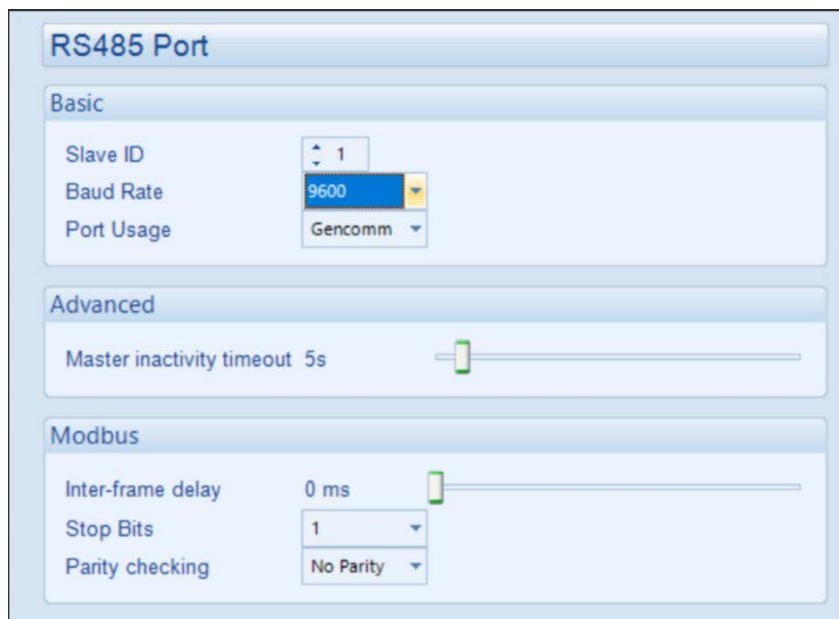 RS485 Port
Basic
Slave ID 1
Baud Rate 9600
Port Usage Gencomm
Advanced
Master inactivity timeout 5s
Modbus
Inter-frame delay 0 ms
Stop Bits 1
Parity checking No Parity